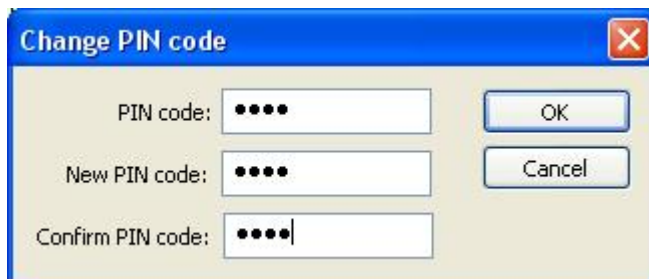 Change PIN code
PIN code: ●●●● OK
New PIN code: ●●●● Cancel
Confirm PIN code: ●●●●